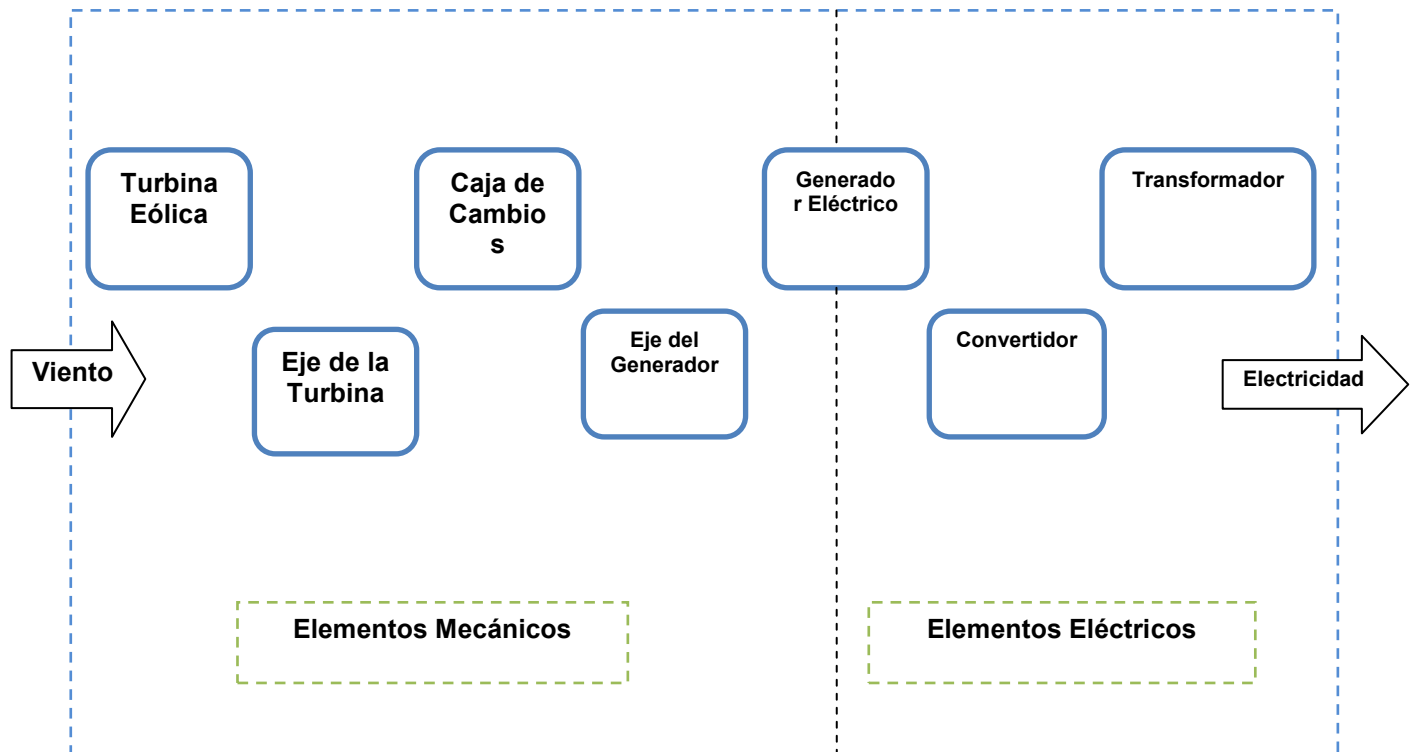 Turbina
Eólica
Caja de
Cambio
s
Generado
r Eléctrico
Transformador
Viento
Eje de la
Turbina
Eje del
Generador
Convertidor
Electricidad
Elementos Mecánicos
Elementos Eléctricos